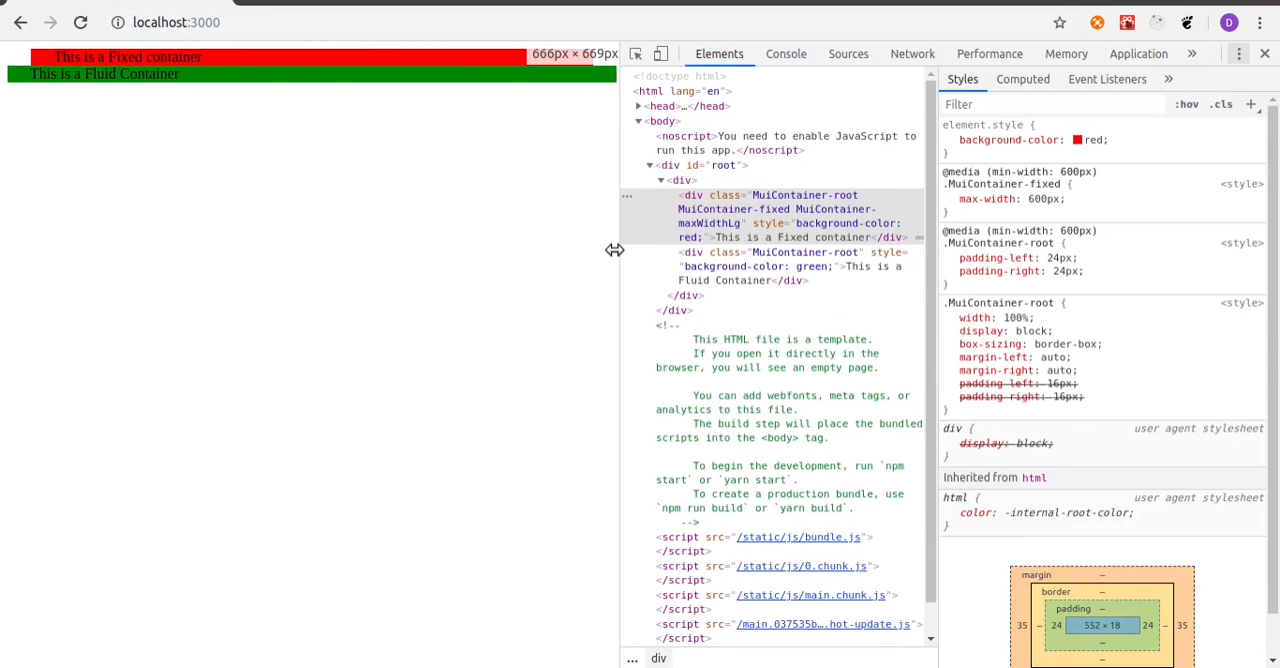 localhost:3000
D
This is a Fixed container
666px × 669px
This is a Fluid Container
Elements
Console
Sources
Network
Performance
Memory
Application
»
<!doctype html>
<html lang="en">
<head>…</head>
<body>
<noscript>You need to enable JavaScript to
run this app.</noscript>
<div id="root">
<div>
<div class="MuiContainer-root
MuiContainer-fixed MuiContainer-
maxWidthLg" style="background-color:
red;">This is a Fixed container</div>
<div class="MuiContainer-root" style=
"background-color: green;">This is a
Fluid Container</div>
</div>
</div>
<!--
This HTML file is a template.
If you open it directly in the
browser, you will see an empty page.
You can add webfonts, meta tags, or
analytics to this file.
The build step will place the bundled
scripts into the <body> tag.
To begin the development, run `npm
start` or `yarn start`.
To create a production bundle, use
`npm run build` or `yarn build`.
-->
<script src="/static/js/bundle.js">
</script>
<script src="/static/js/0.chunk.js">
</script>
<script src="/static/js/main.chunk.js">
</script>
<script src="/main.037535b….hot-update.js">
</script>
... div
Styles
Computed
Event Listeners
»
Filter
:hov .cls +
element.style {
background-color: red;
}
@media (min-width: 600px)
.MuiContainer-fixed { <style>
max-width: 600px;
}
@media (min-width: 600px)
.MuiContainer-root { <style>
padding-left: 24px;
padding-right: 24px;
}
.MuiContainer-root { <style>
width: 100%;
display: block;
box-sizing: border-box;
margin-left: auto;
margin-right: auto;
padding-left: 16px;
padding-right: 16px;
}
div { user agent stylesheet
display: block;
}
Inherited from html
html { user agent stylesheet
color: -internal-root-color;
}
margin –
border –
padding –
35 – 24 552 × 18 24 – 35
–
–